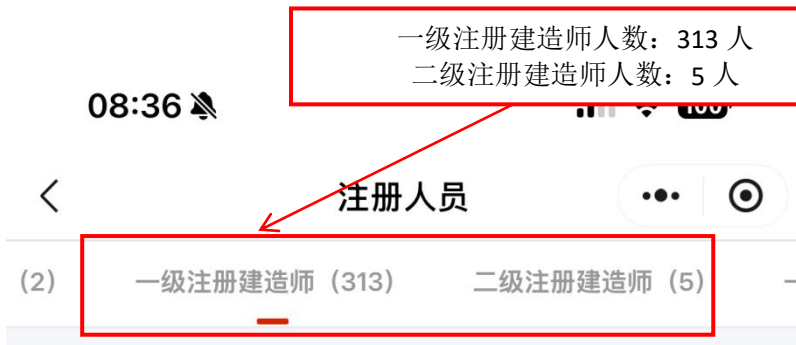 一级注册建造师人数：313 人
二级注册建造师人数：5 人
08:36
注册人员
(2) 一级注册建造师（313） 二级注册建造师（5）